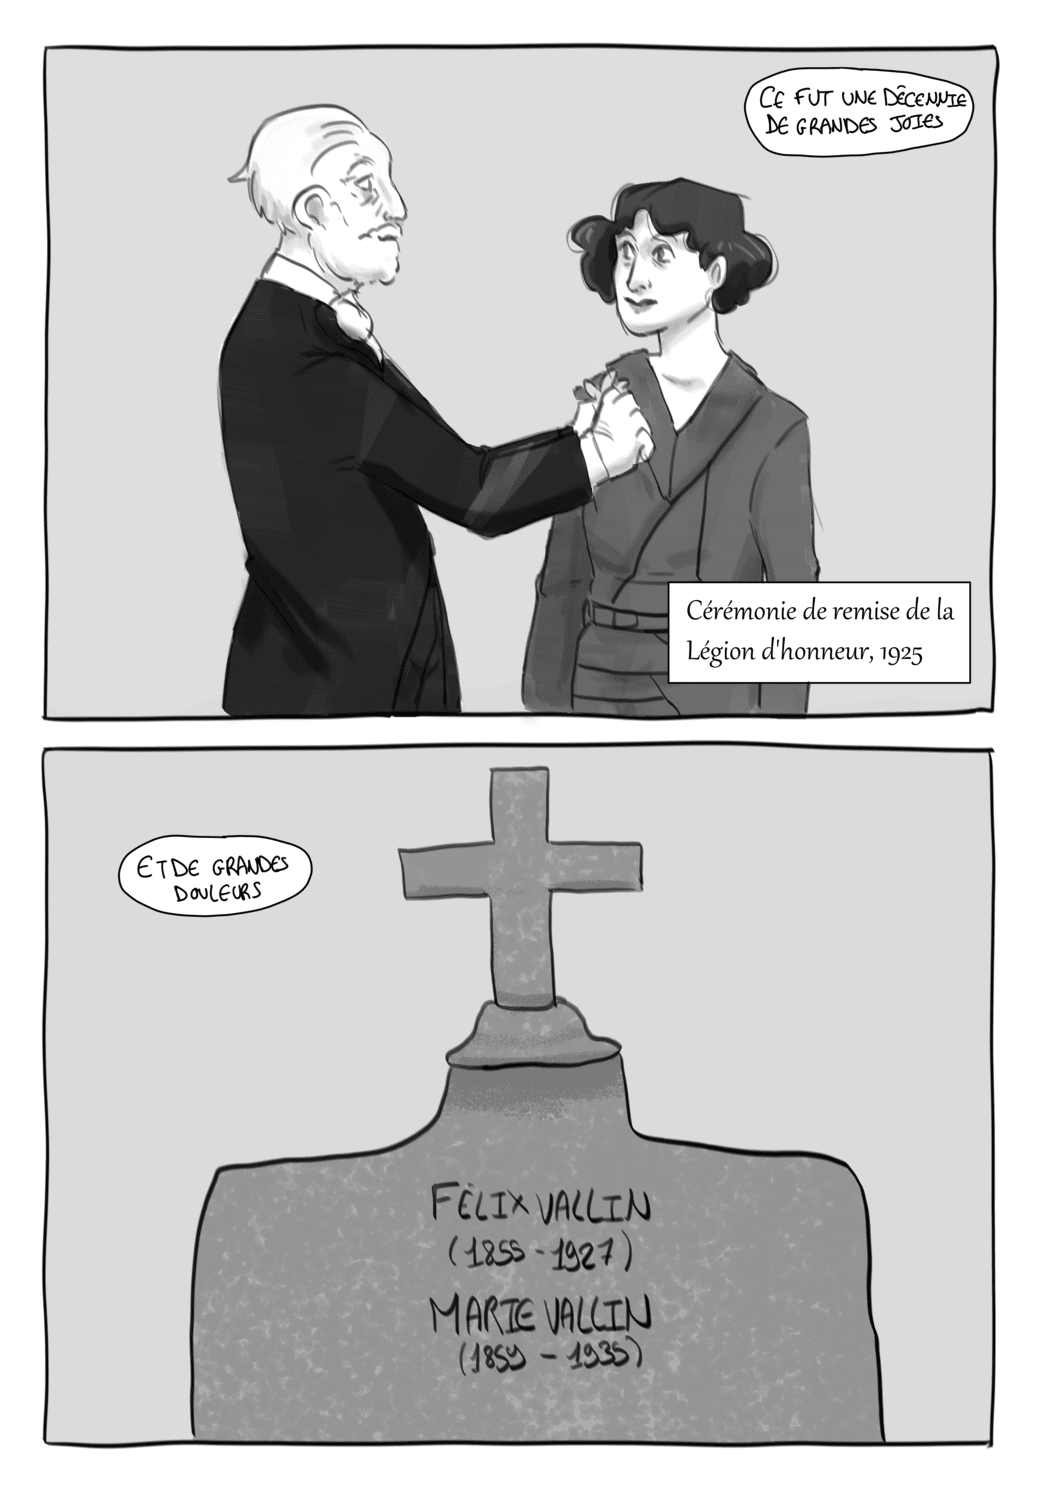 CE FUT UNE DÉCENNIE
DE GRANDES JOIES
Cérémonie de remise de la
Légion d'honneur, 1925
ET DE GRANDES
DOULEURS
FÉLIX VALLIN
(1855 - 1927)
MARIE VALLIN
(1859 - 1935)